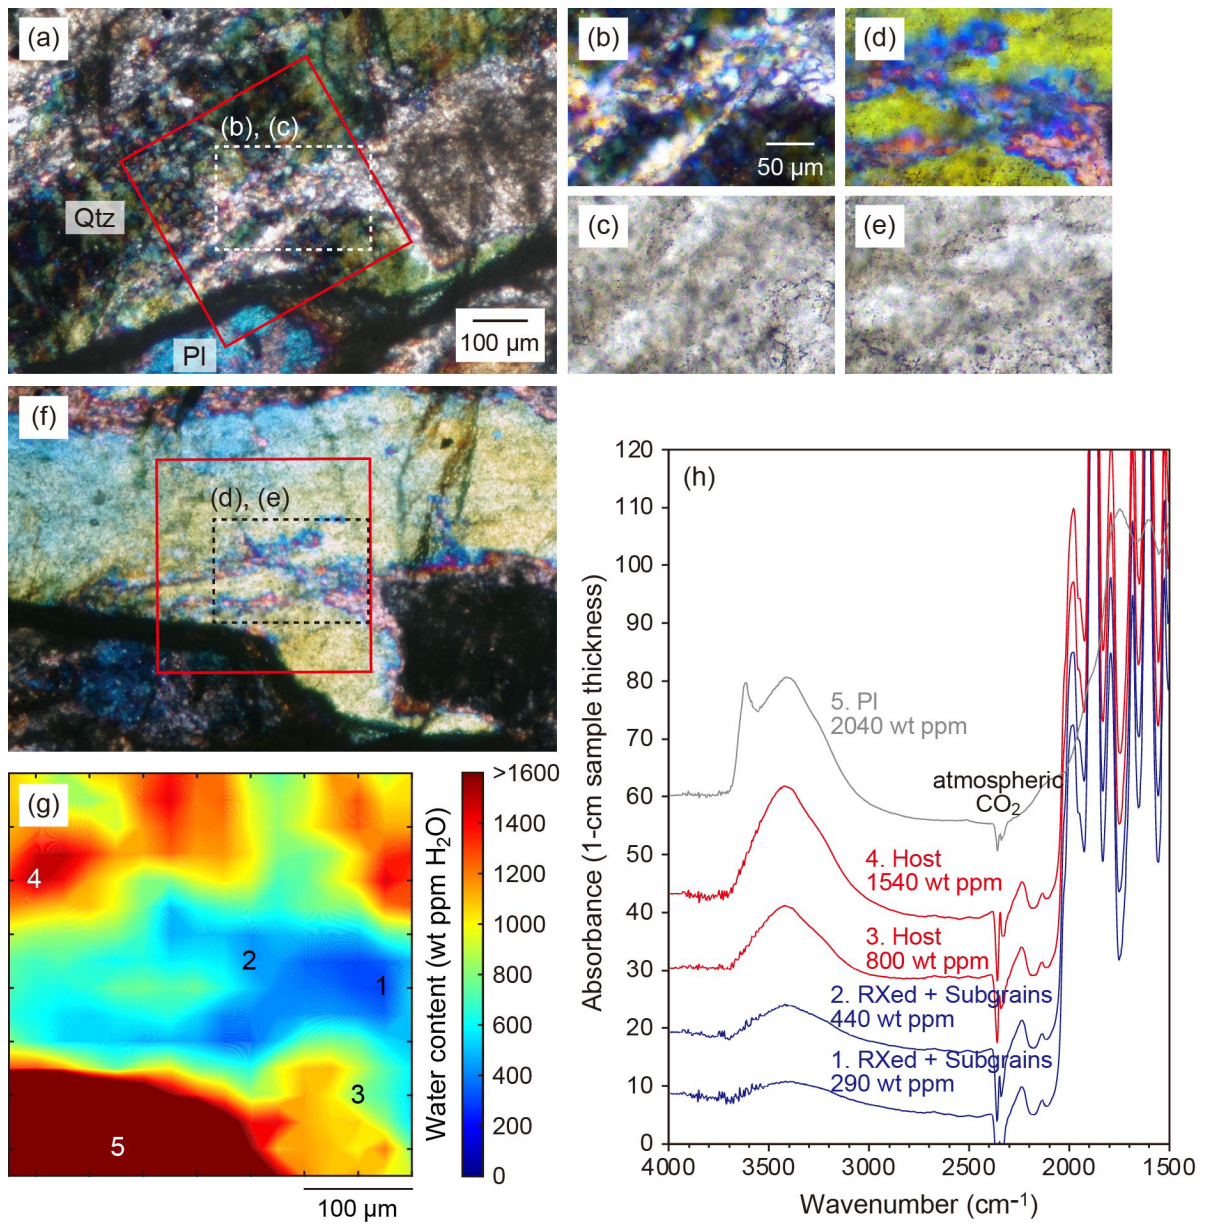 (a)
(b), (c)
Qtz
Pl
100 µm
(b)
50 µm
(d)
(c)
(e)
(f)
(d), (e)
(g)
4
2
1
3
5
100 µm
>1600
1400
1200
1000
800
600
400
200
0
Water content (wt ppm H₂O)
(h)
120
110
100
90
80
70
60
50
40
30
20
10
0
Absorbance (1-cm sample thickness)
5. Pl
2040 wt ppm
atmospheric
CO₂
4. Host
1540 wt ppm
3. Host
800 wt ppm
2. RXed + Subgrains
440 wt ppm
1. RXed + Subgrains
290 wt ppm
4000
3500
3000
2500
2000
1500
Wavenumber (cm⁻¹)